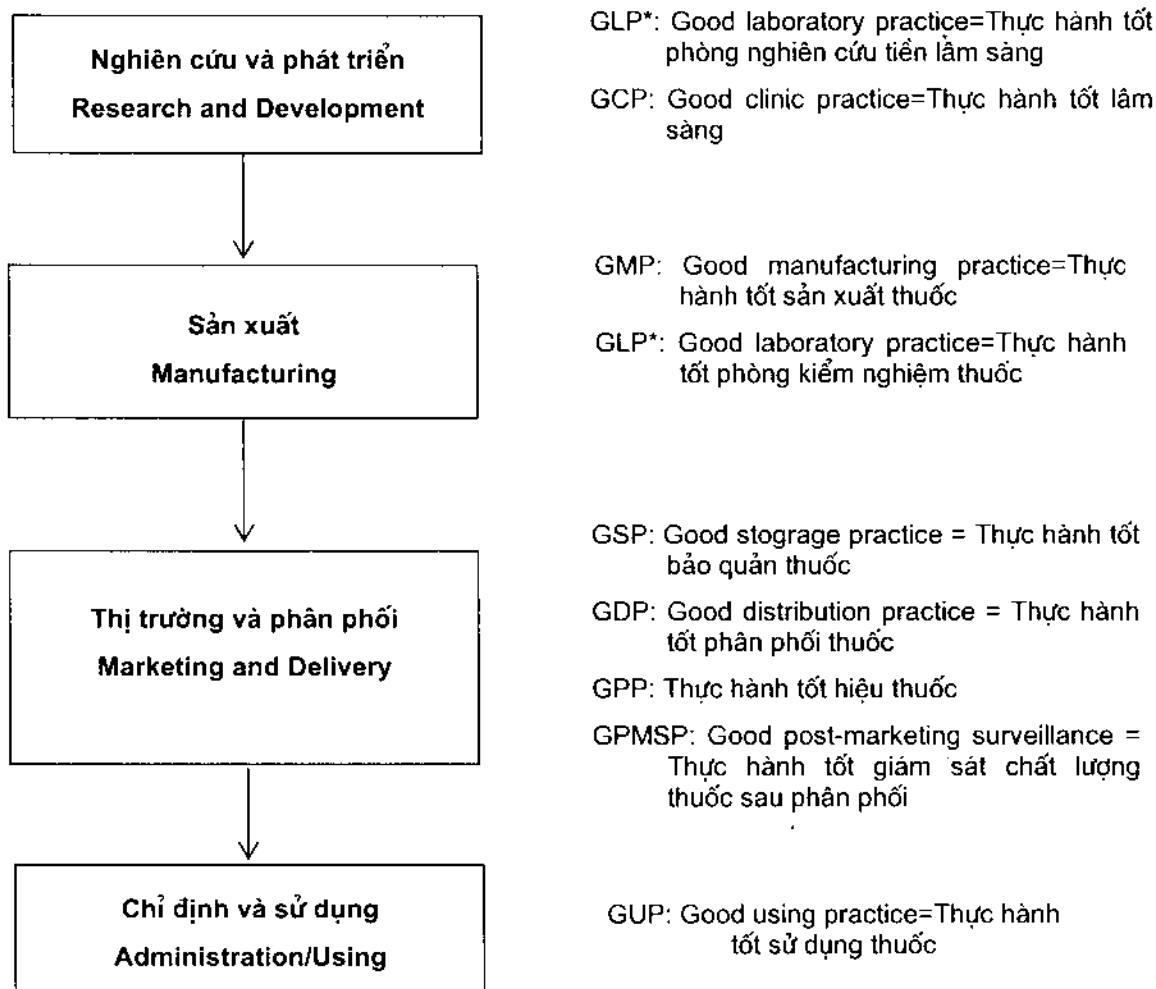 Nghiên cứu và phát triển
Research and Development
GLP*: Good laboratory practice=Thực hành tốt
phòng nghiên cứu tiền lầm sàng
GCP: Good clinic practice=Thực hành tốt lâm
sàng
Sản xuất
Manufacturing
GMP: Good manufacturing practice=Thực
hành tốt sản xuất thuốc
GLP*: Good laboratory practice=Thực hành
tốt phòng kiểm nghiệm thuốc
Thị trường và phân phối
Marketing and Delivery
GSP: Good stograge practice = Thực hành tốt
bảo quản thuốc
GDP: Good distribution practice = Thực hành
tốt phân phối thuốc
GPP: Thực hành tốt hiệu thuốc
GPMSP: Good post-marketing surveillance =
Thực hành tốt giám sát chất lượng
thuốc sau phân phối
Chỉ định và sử dụng
Administration/Using
GUP: Good using practice=Thực hành
tốt sử dụng thuốc